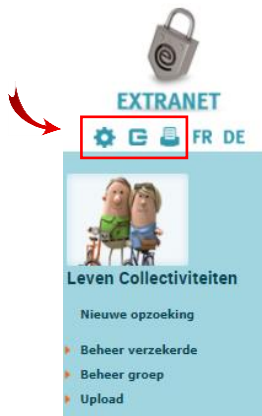 EXTRANET
FR DE
Leven Collectiviteiten
Nieuwe opzoeking
Beheer verzekerde
Beheer groep
Upload